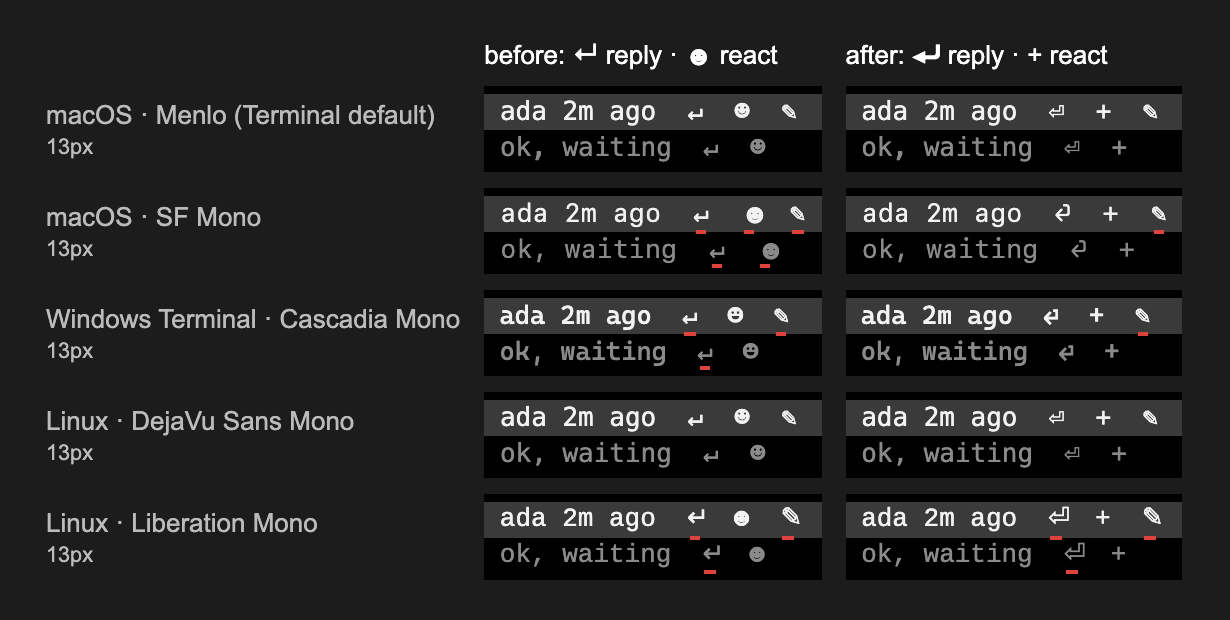 before: ↵ reply · ☻ react
after: ⏎ reply · + react
macOS · Menlo (Terminal default)
13px
ada 2m ago ↵ ☻ ✎
ok, waiting ↵ ☻
ada 2m ago ⏎ + ✎
ok, waiting ⏎ +
macOS · SF Mono
13px
ada 2m ago ↵ ☻ ✎
ok, waiting ↵ ☻
ada 2m ago ⏎ + ✎
ok, waiting ⏎ +
Windows Terminal · Cascadia Mono
13px
ada 2m ago ↵ ☻ ✎
ok, waiting ↵ ☻
ada 2m ago ⏎ + ✎
ok, waiting ⏎ +
Linux · DejaVu Sans Mono
13px
ada 2m ago ↵ ☻ ✎
ok, waiting ↵ ☻
ada 2m ago ⏎ + ✎
ok, waiting ⏎ +
Linux · Liberation Mono
13px
ada 2m ago ↵ ☻ ✎
ok, waiting ↵ ☻
ada 2m ago ⏎ + ✎
ok, waiting ⏎ +